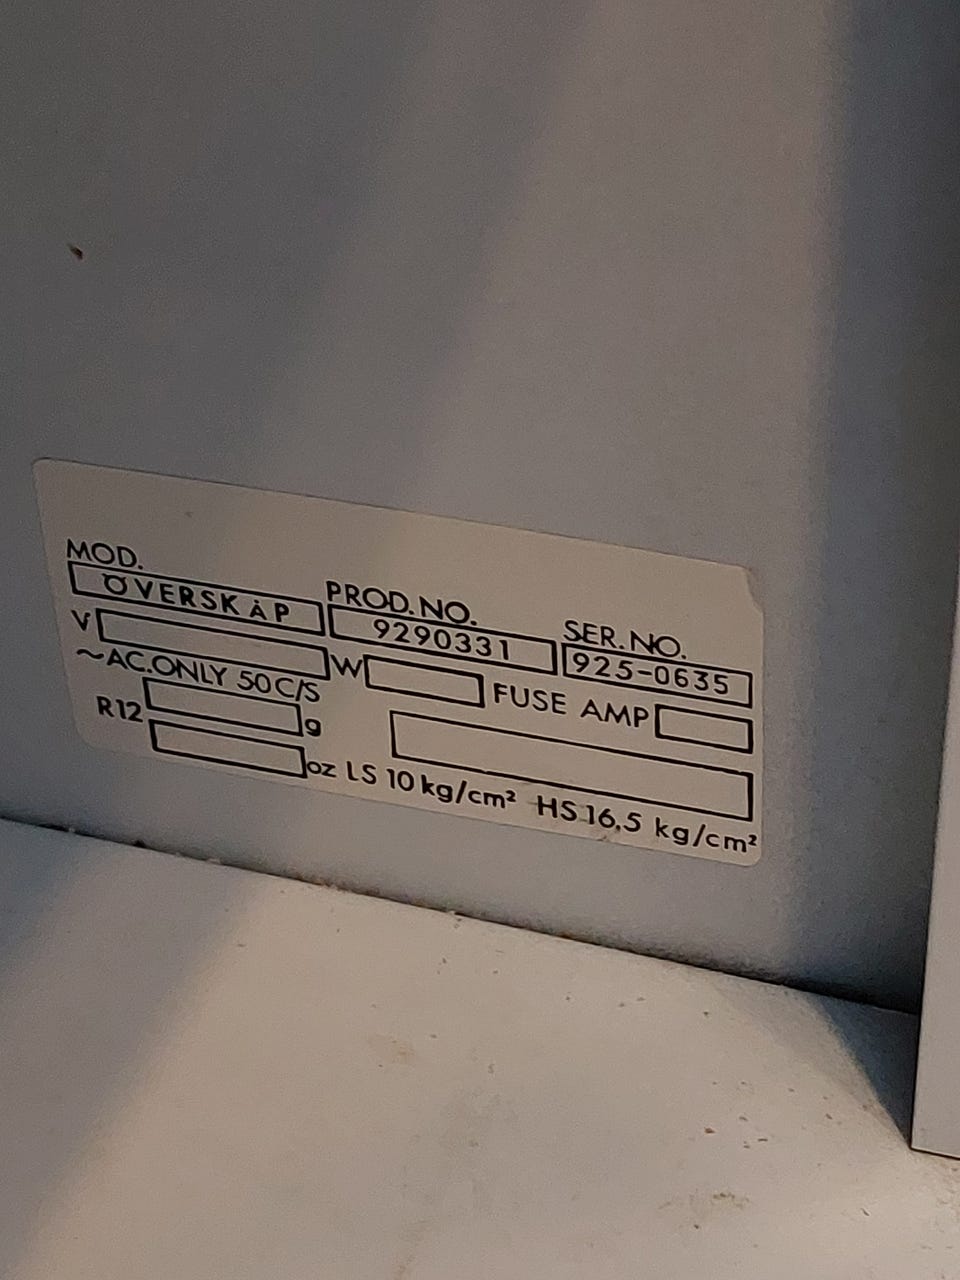 MOD. PROD.NO. SER.NO.
ÖVERSKÅP 9290331 925-0635
V W FUSE AMP
~AC.ONLY 50C/S
R12 g
oz LS 10 kg/cm² HS 16,5 kg/cm²